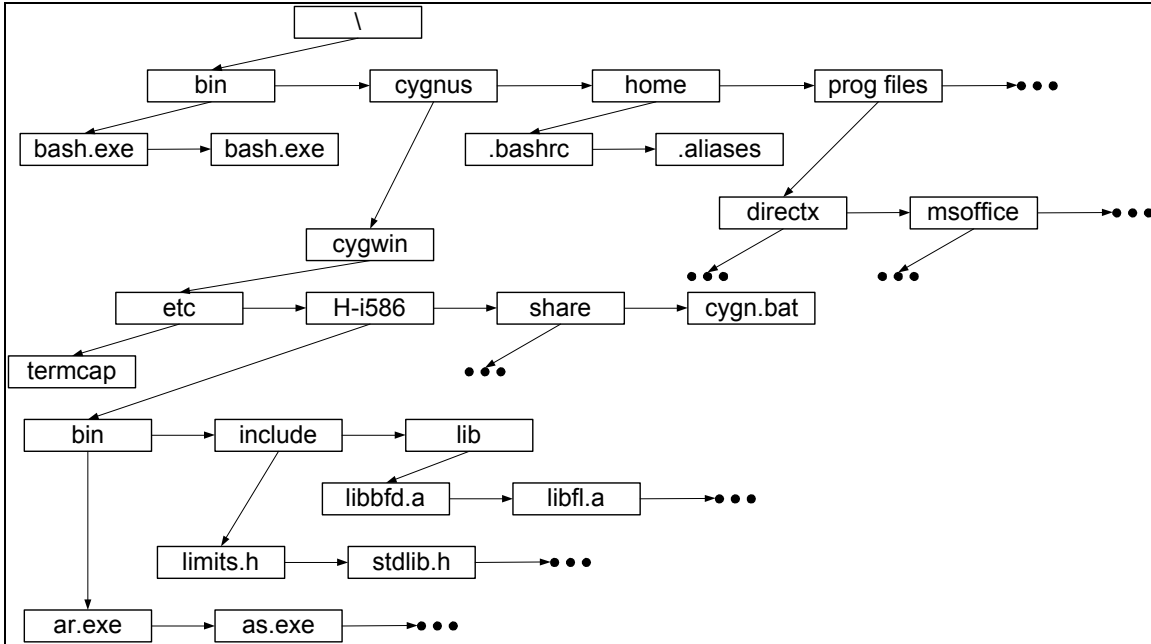 \
bin cygnus home prog files
bash.exe bash.exe .bashrc .aliases
directx msoffice
cygwin
etc H-i586 share cygn.bat
termcap
bin include lib
libbfd.a libfl.a
limits.h stdlib.h
ar.exe as.exe